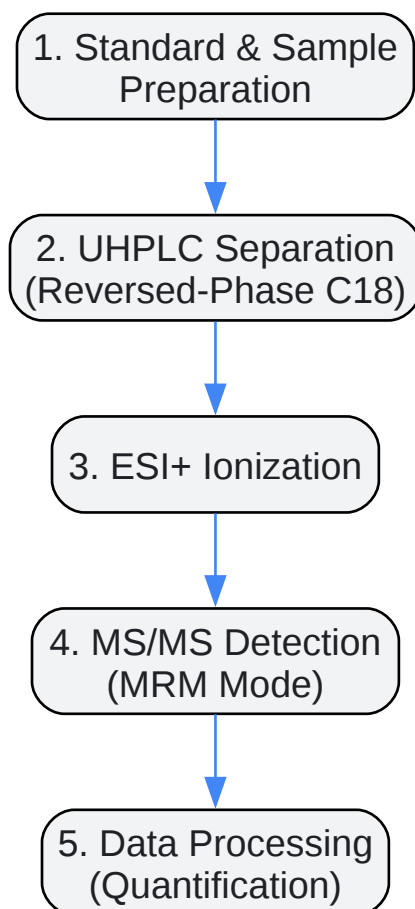 1. Standard & Sample
Preparation
2. UHPLC Separation
(Reversed-Phase C18)
3. ESI+ Ionization
4. MS/MS Detection
(MRM Mode)
5. Data Processing
(Quantification)